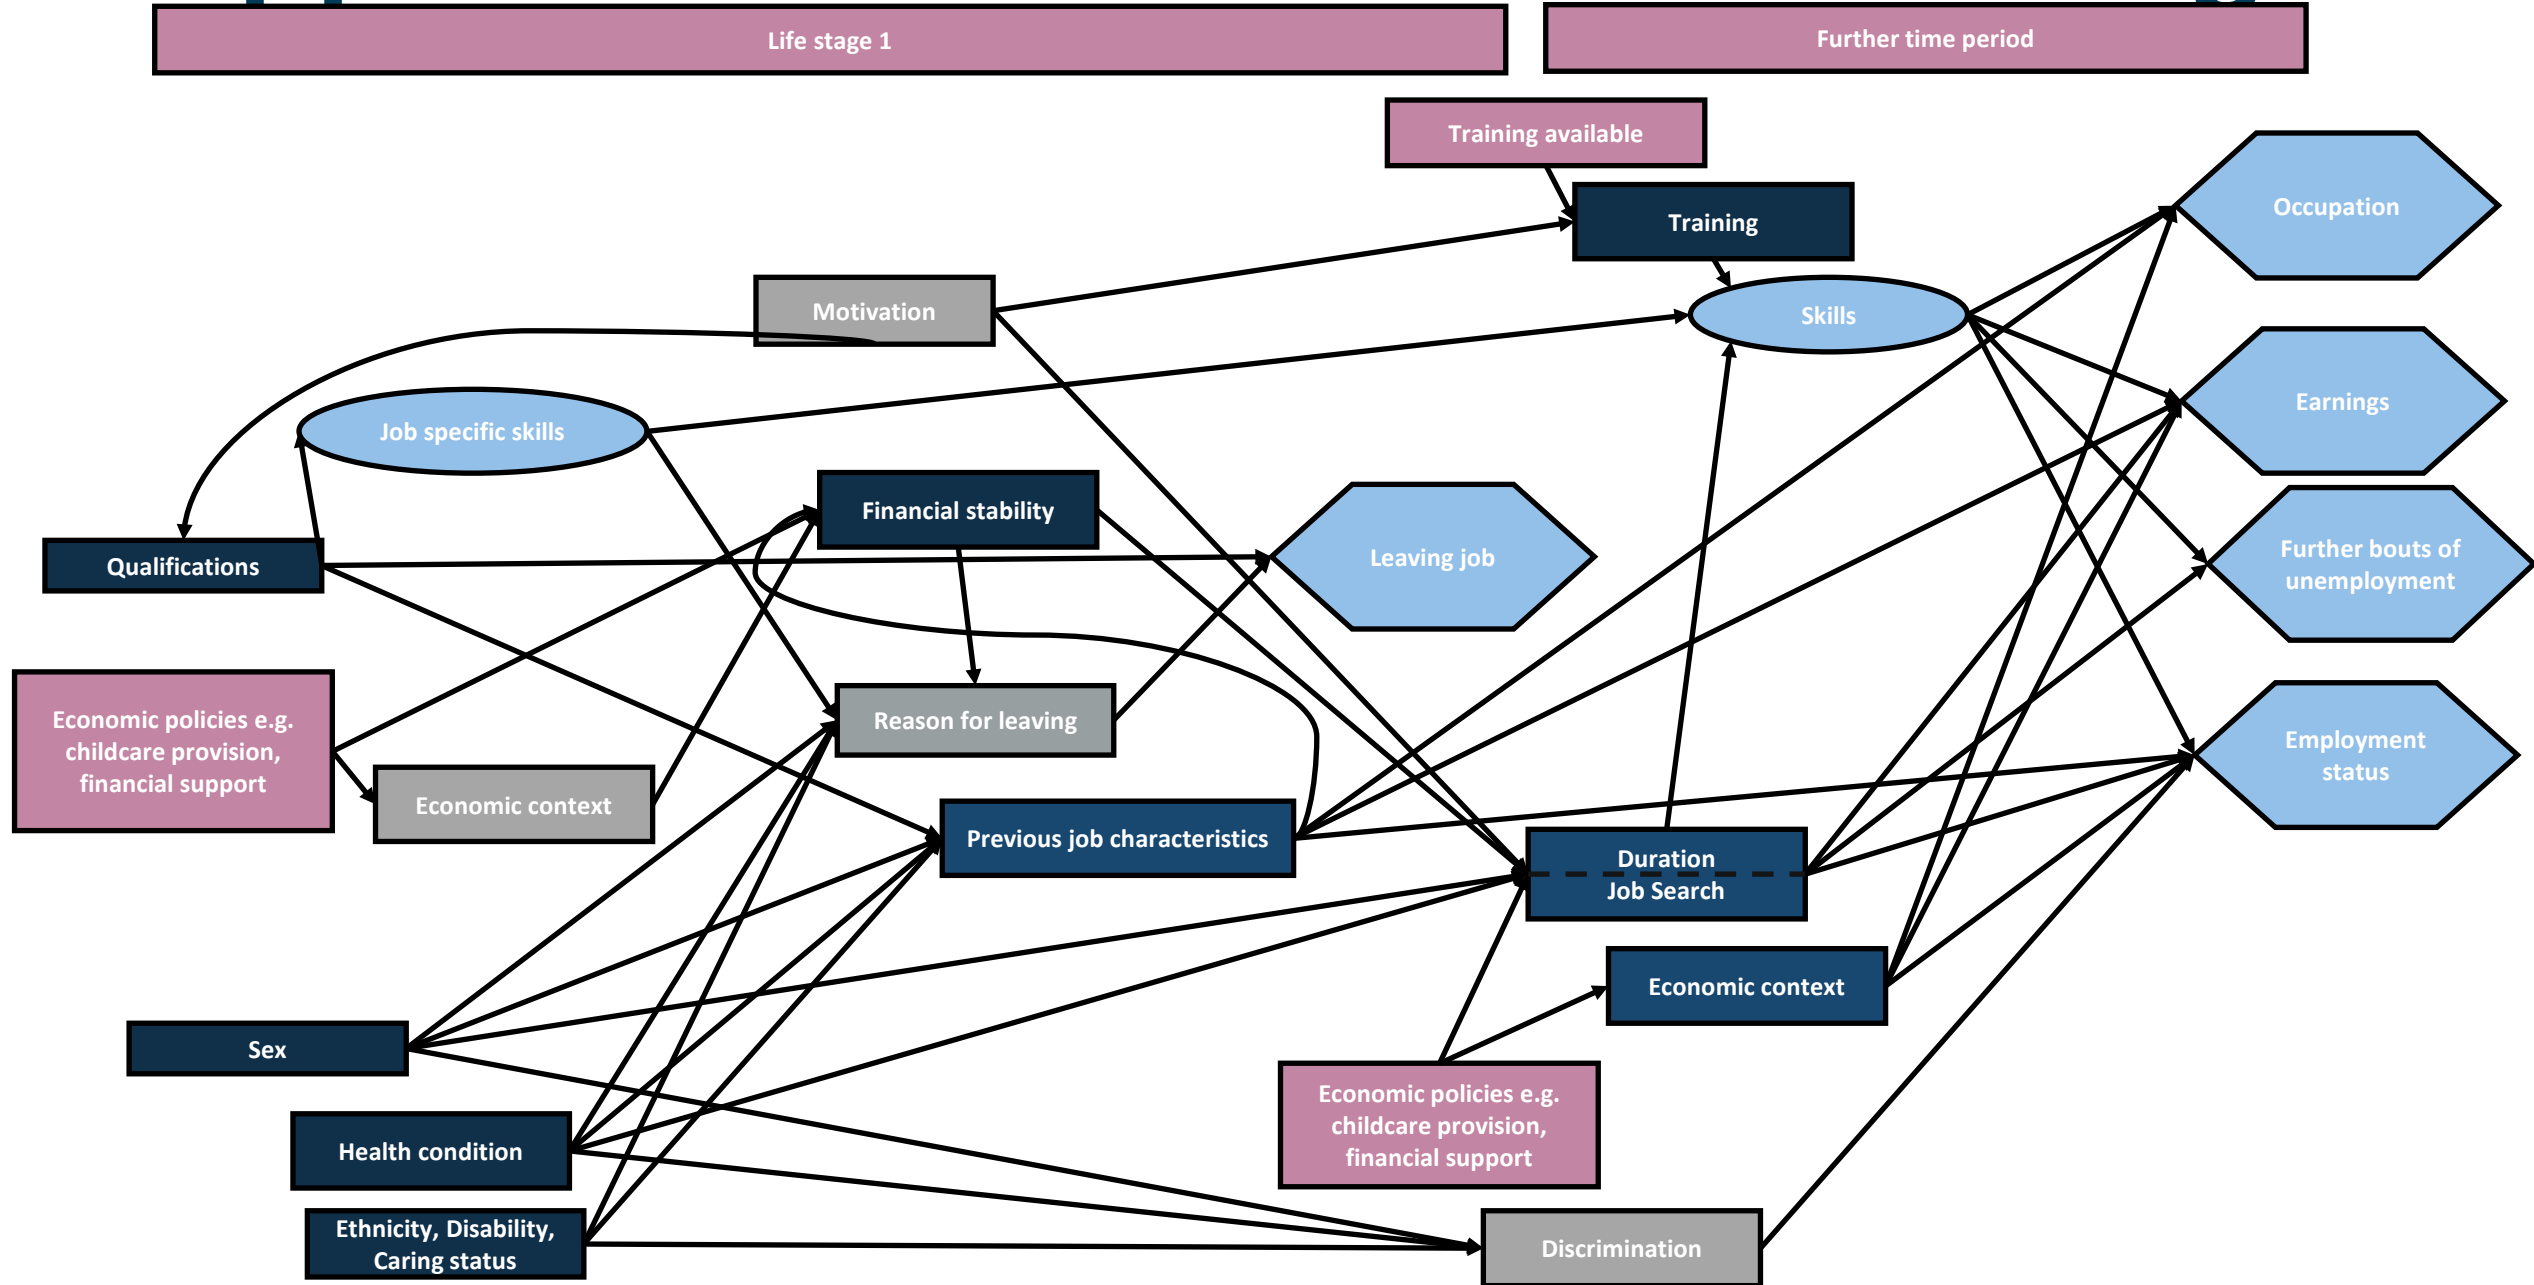 Life stage 1
Further time period
Training available
Occupation
Training
Motivation
Skills
Earnings
Job specific skills
Financial stability
Leaving job
Further bouts of
unemployment
Qualifications
Economic policies e.g.
childcare provision,
financial support
Reason for leaving
Employment
status
Economic context
Previous job characteristics
Duration
Job Search
Economic context
Sex
Economic policies e.g.
childcare provision,
financial support
Health condition
Ethnicity, Disability,
Caring status
Discrimination